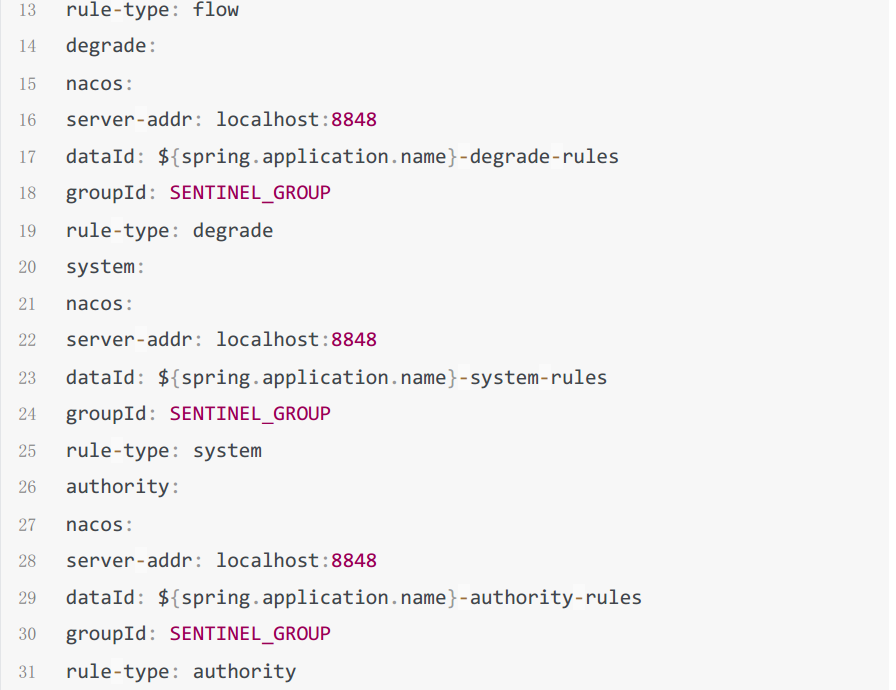 13 rule-type: flow
14 degrade:
15 nacos:
16 server-addr: localhost:8848
17 dataId: ${spring.application.name}-degrade-rules
18 groupId: SENTINEL_GROUP
19 rule-type: degrade
20 system:
21 nacos:
22 server-addr: localhost:8848
23 dataId: ${spring.application.name}-system-rules
24 groupId: SENTINEL_GROUP
25 rule-type: system
26 authority:
27 nacos:
28 server-addr: localhost:8848
29 dataId: ${spring.application.name}-authority-rules
30 groupId: SENTINEL_GROUP
31 rule-type: authority